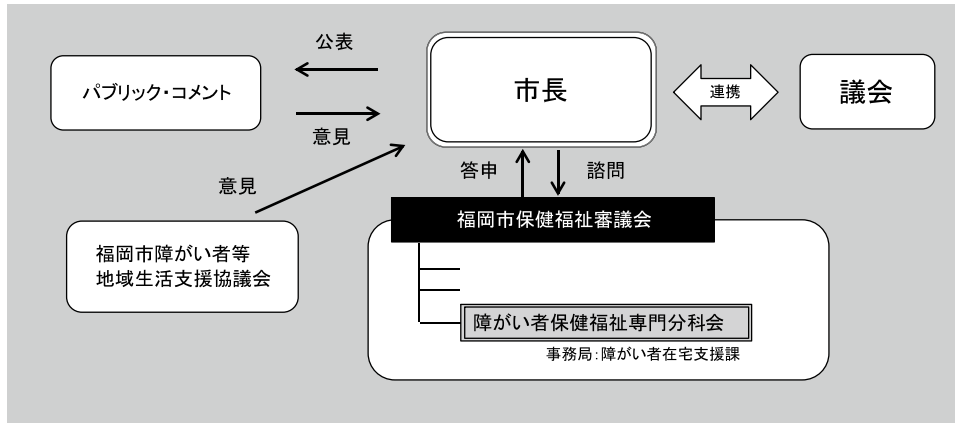 公表
パブリック・コメント
意見
市長
連携
議会
意見
答申
諮問
福岡市障がい者等
地域生活支援協議会
福岡市保健福祉審議会
障がい者保健福祉専門分科会
事務局:障がい者在宅支援課